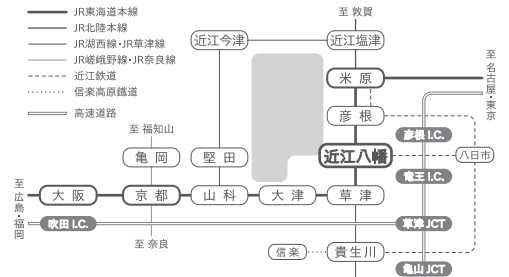 JR東海道本線
JR北陸本線
JR湖西線・JR草津線
JR嵯峨野線・JR奈良線
近江鉄道
信楽高原鐵道
高速道路
至 敦賀
近江今津
近江塩津
米原
至 名古屋・東京
彦根
彦根 I.C.
至 福知山
亀岡
堅田
近江八幡
八日市
竜王 I.C.
至 広島・福岡
大阪
京都
山科
大津
草津
吹田 I.C.
草津 JCT
至 奈良
信楽
貴生川
亀山 JCT